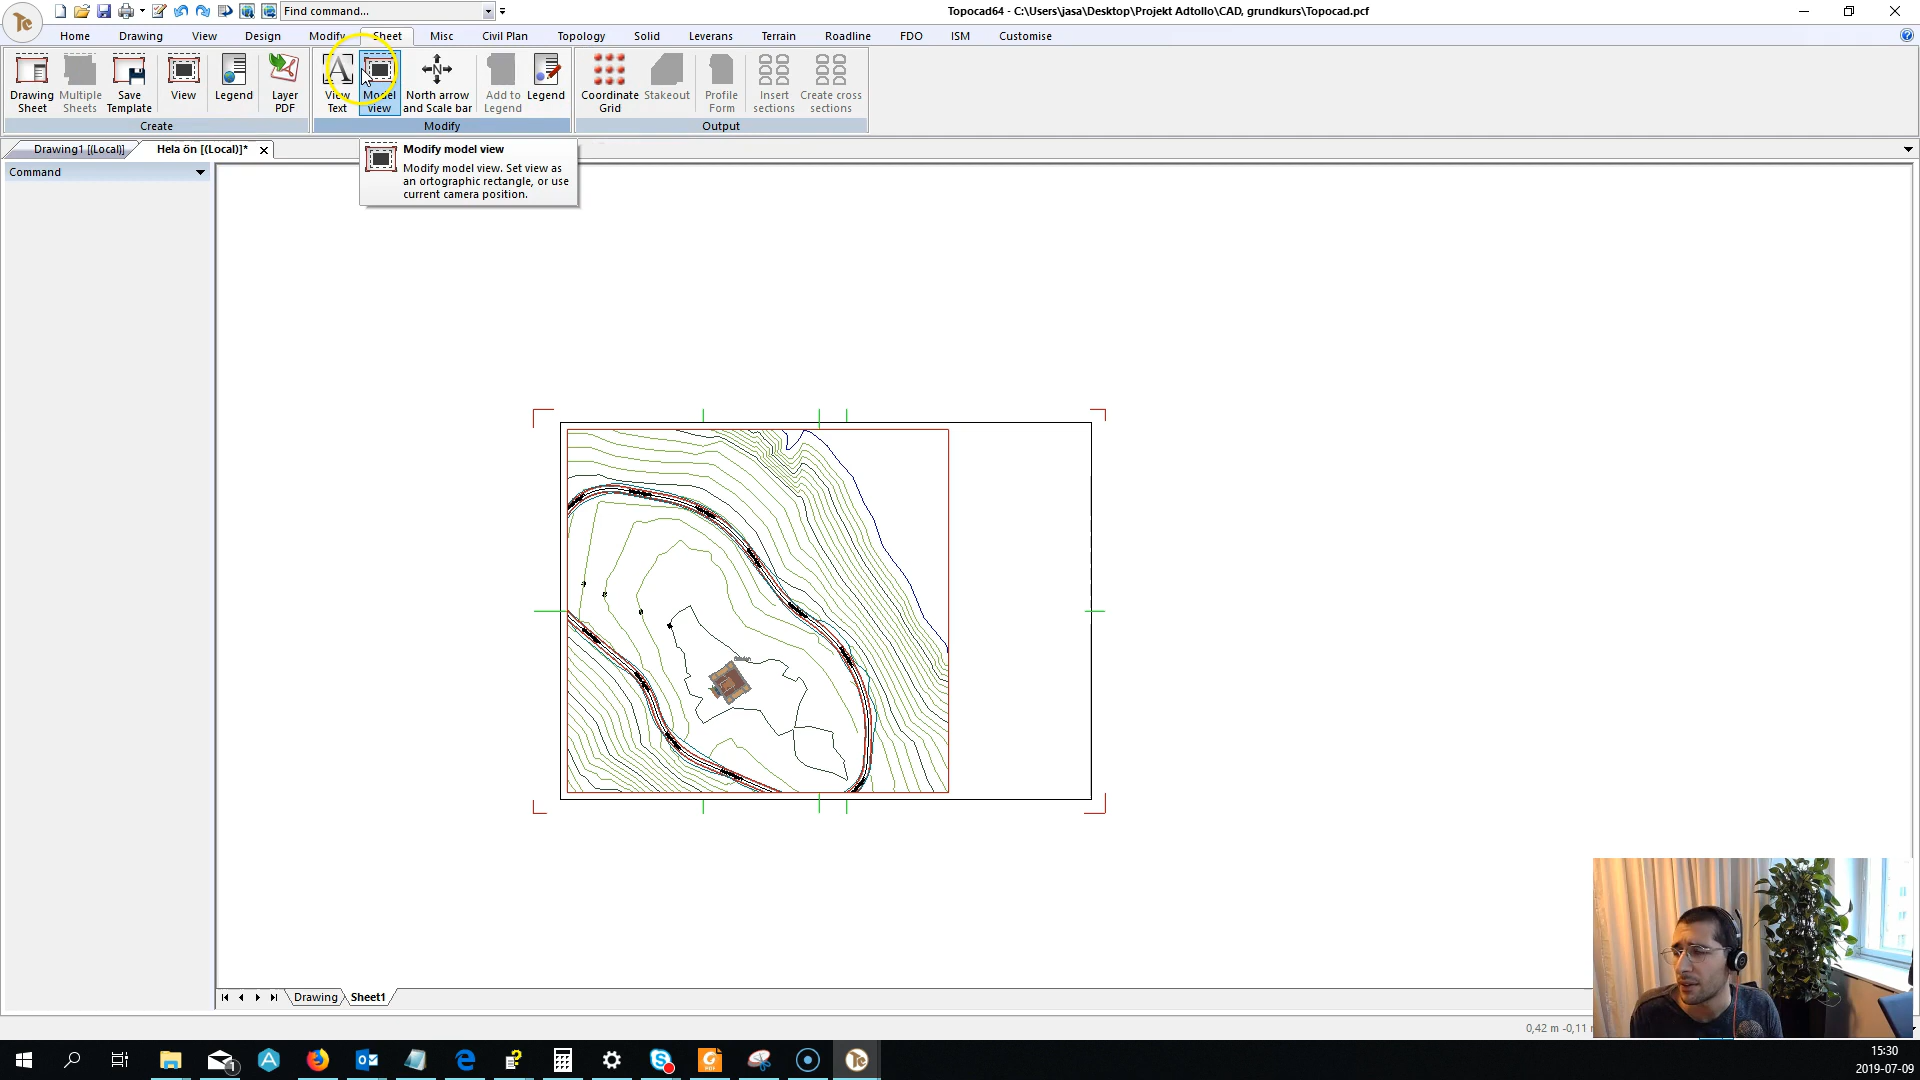 Find command...
Topocad64 - C:\Users\jasa\Desktop\Projekt Adtollo\CAD, grundkurs\Topocad.pcf
Home
Drawing
View
Design
Modify
Sheet
Misc
Civil Plan
Topology
Solid
Leverans
Terrain
Roadline
FDO
ISM
Customise
Drawing
Sheet
Multiple
Sheets
Save
Template
View
Legend
Layer
PDF
View
Text
Model
view
North arrow
and Scale bar
Add to
Legend
Legend
Coordinate
Grid
Stakeout
Profile
Form
Insert
sections
Create cross
sections
Create
Modify
Output
Drawing1 [(Local)]
Hela ön [(Local)]*
Command
Modify model view
Modify model view. Set view as
an ortographic rectangle, or use
current camera position.
Drawing
Sheet1
0,42 m -0,11
15:30
2019-07-09